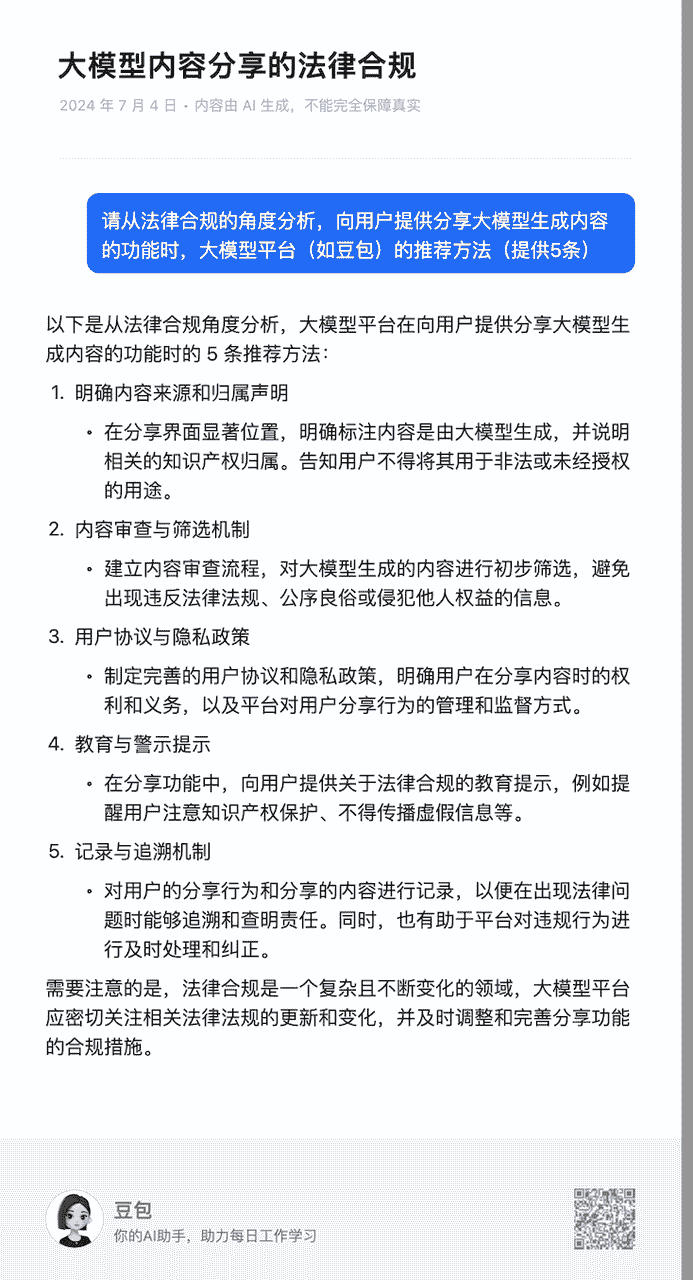 大模型内容分享的法律合规
2024 年 7 月 4 日 · 内容由 AI 生成，不能完全保障真实
请从法律合规的角度分析，向用户提供分享大模型生成内容
的功能时，大模型平台（如豆包）的推荐方法（提供5条）
以下是从法律合规角度分析，大模型平台在向用户提供分享大模型生
成内容的功能时的 5 条推荐方法：
1. 明确内容来源和归属声明
• 在分享界面显著位置，明确标注内容是由大模型生成，并说明
相关的知识产权归属。告知用户不得将其用于非法或未经授权
的用途。
2. 内容审查与筛选机制
• 建立内容审查流程，对大模型生成的内容进行初步筛选，避免
出现违反法律法规、公序良俗或侵犯他人权益的信息。
3. 用户协议与隐私政策
• 制定完善的用户协议和隐私政策，明确用户在分享内容时的权
利和义务，以及平台对用户分享行为的管理和监督方式。
4. 教育与警示提示
• 在分享功能中，向用户提供关于法律合规的教育提示，例如提
醒用户注意知识产权保护、不得传播虚假信息等。
5. 记录与追溯机制
• 对用户的分享行为和分享的内容进行记录，以便在出现法律问
题时能够追溯和查明责任。同时，也有助于平台对违规行为进
行及时处理和纠正。
需要注意的是，法律合规是一个复杂且不断变化的领域，大模型平台
应密切关注相关法律法规的更新和变化，并及时调整和完善分享功能
的合规措施。
豆包
你的AI助手，助力每日工作学习